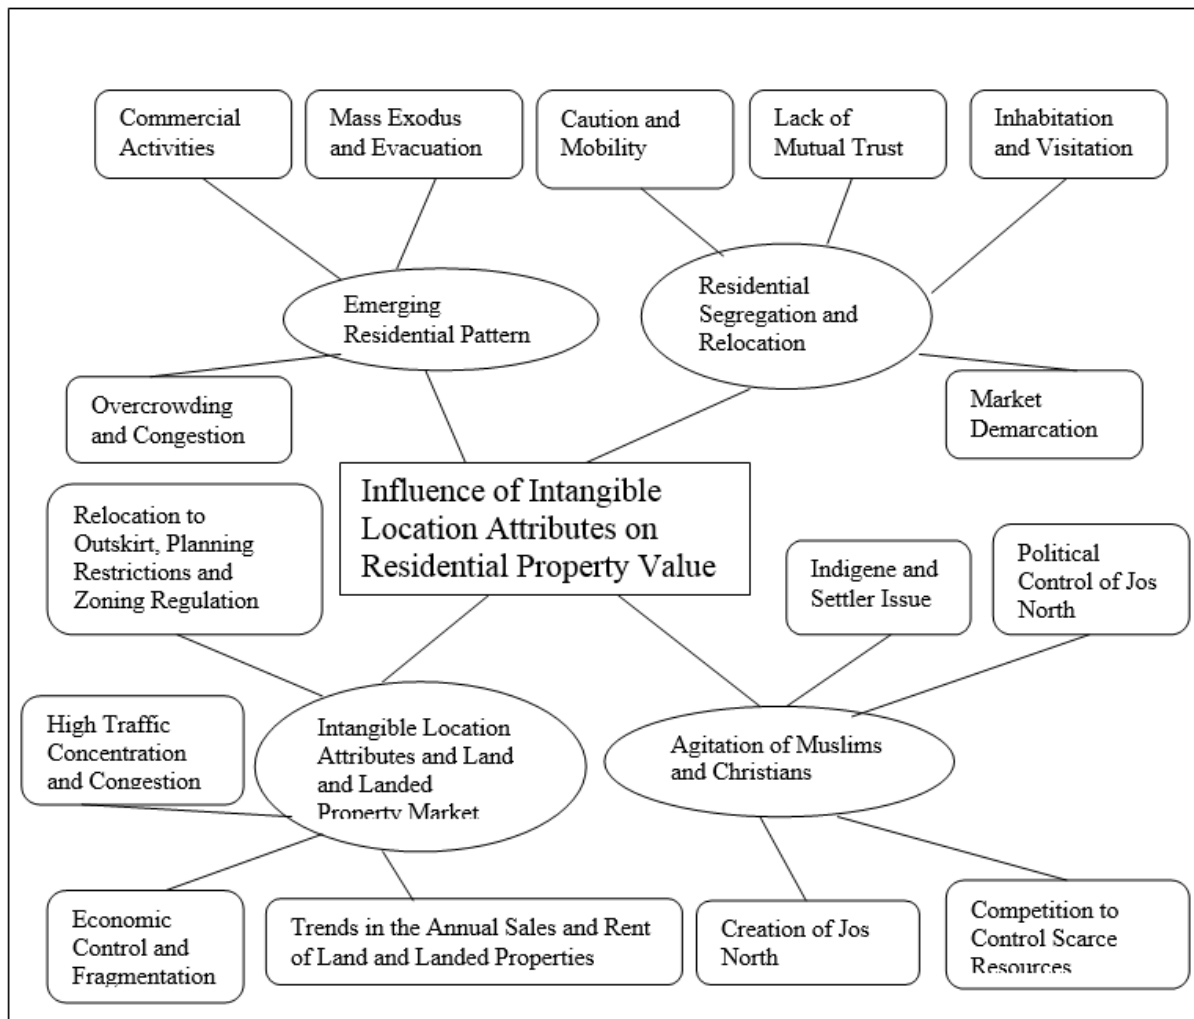 Commercial
Activities
Mass Exodus
and Evacuation
Caution and
Mobility
Lack of
Mutual Trust
Inhabitation
and Visitation
Emerging
Residential Pattern
Residential
Segregation and
Relocation
Overcrowding
and Congestion
Market
Demarcation
Influence of Intangible
Location Attributes on
Residential Property Value
Relocation to
Outskirt, Planning
Restrictions and
Zoning Regulation
Indigene and
Settler Issue
Political
Control of Jos
North
High Traffic
Concentration
and Congestion
Intangible Location
Attributes and Land
and Landed
Property Market
Agitation of Muslims
and Christians
Economic
Control and
Fragmentation
Trends in the Annual Sales and Rent
of Land and Landed Properties
Creation of Jos
North
Competition to
Control Scarce
Resources